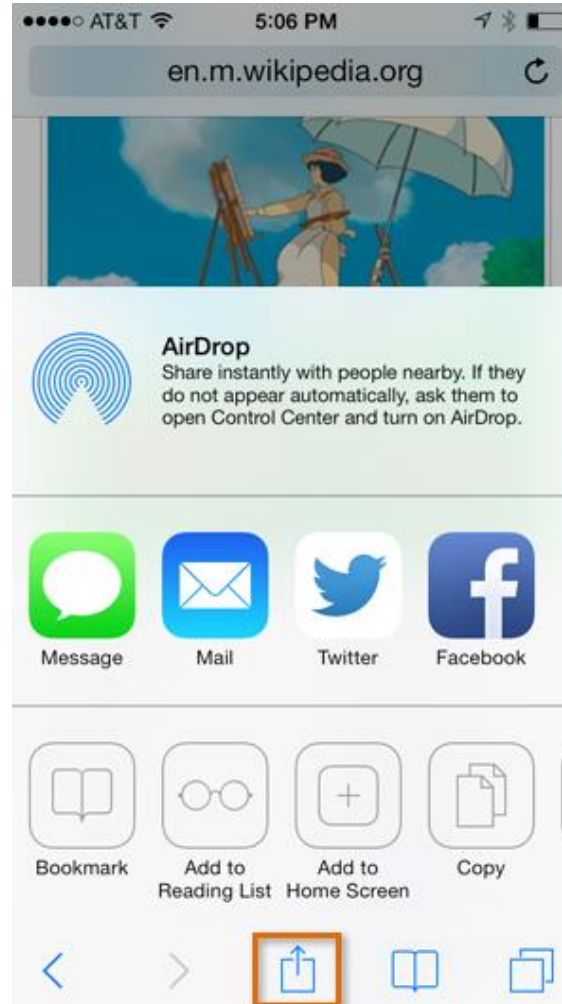 AT&T 5:06 PM
en.m.wikipedia.org
AirDrop
Share instantly with people nearby. If they
do not appear automatically, ask them to
open Control Center and turn on AirDrop.
Message Mail Twitter Facebook
Bookmark Add to Add to Copy
Reading List Home Screen